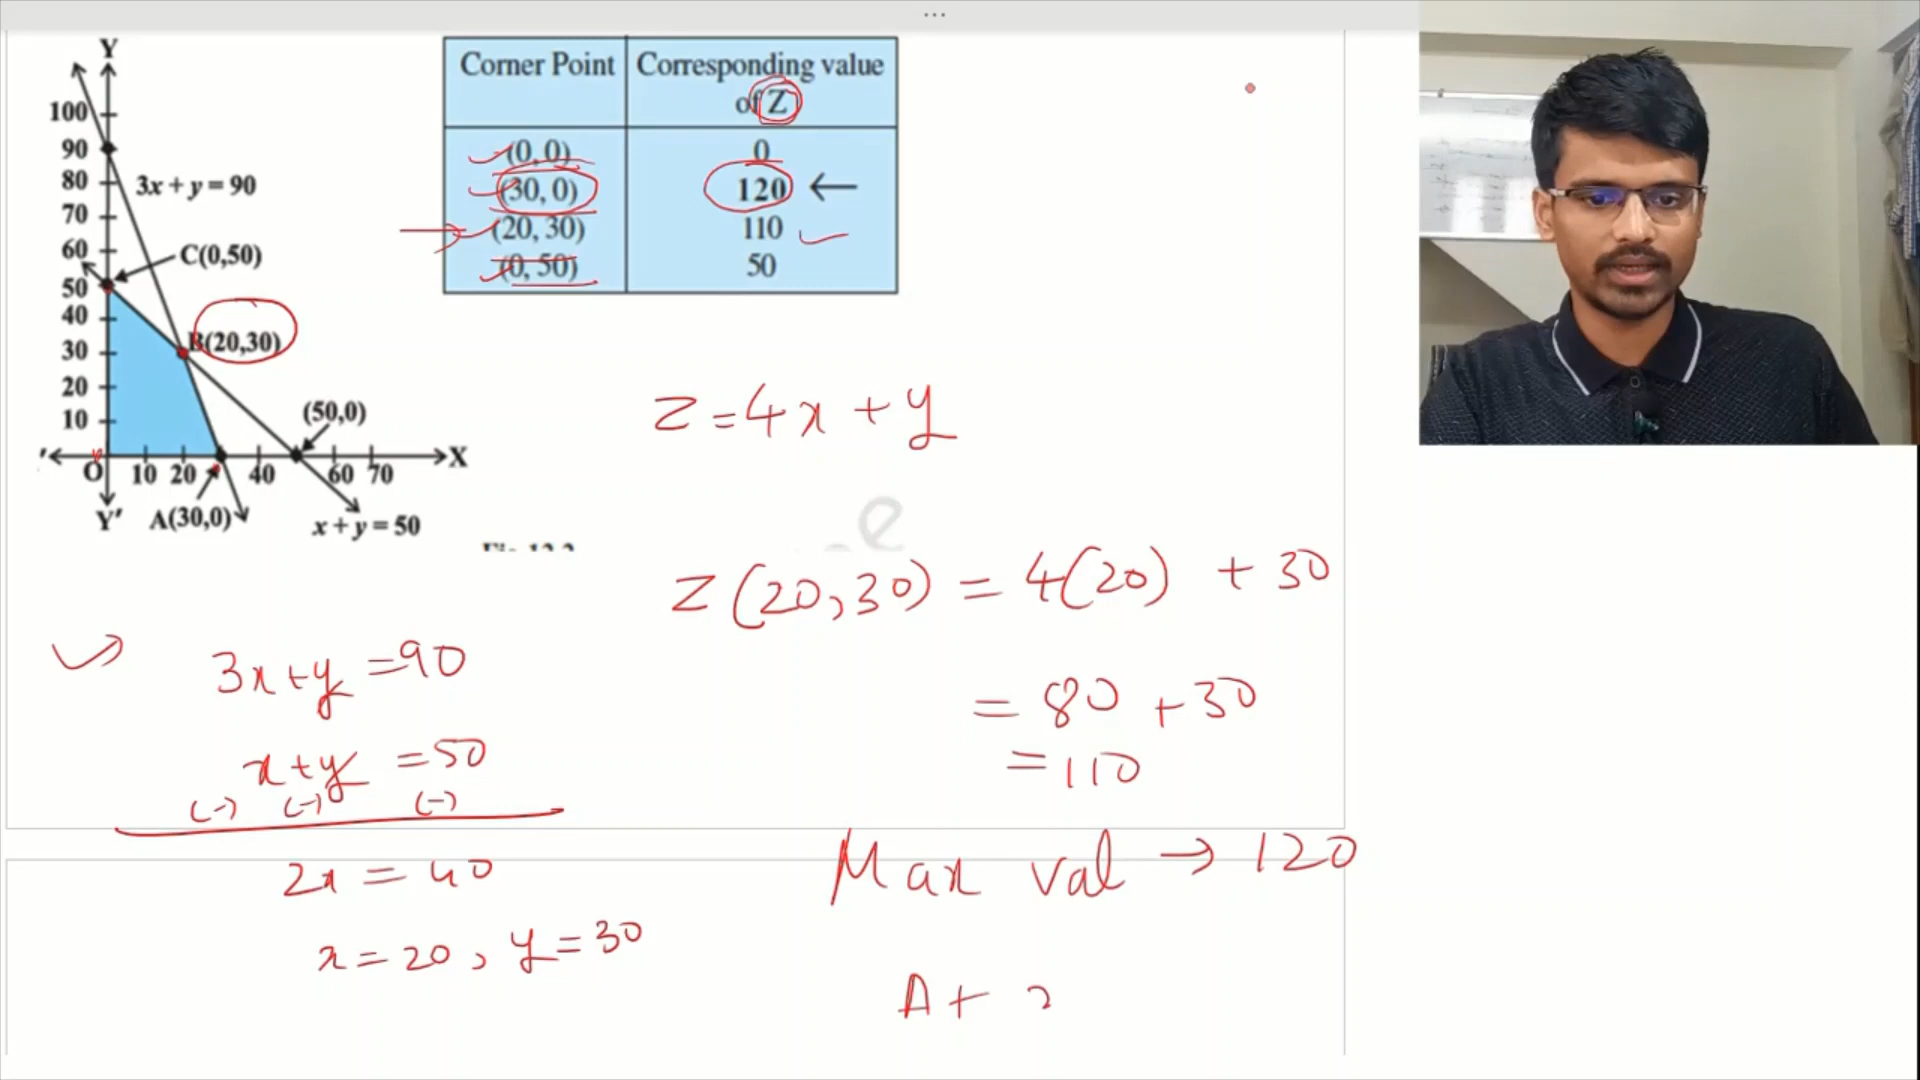 ...
Y
100
90
80
70
60
50
40
30
20
10
3x + y = 90
C(0,50)
B(20,30)
(50,0)
X
O
10 20 40 60 70
Y′ A(30,0)
x + y = 50
Corner Point Corresponding value
of Z
(0, 0) 0
(30, 0) 120 ←
(20, 30) 110
(0, 50) 50
z = 4x + y
e
z (20,30) = 4(20) + 30
= 80 + 30
= 110
Max val → 120
At
3x+y = 90
x+y = 50
(-) (-) (-)
2x = 40
x = 20, y = 30